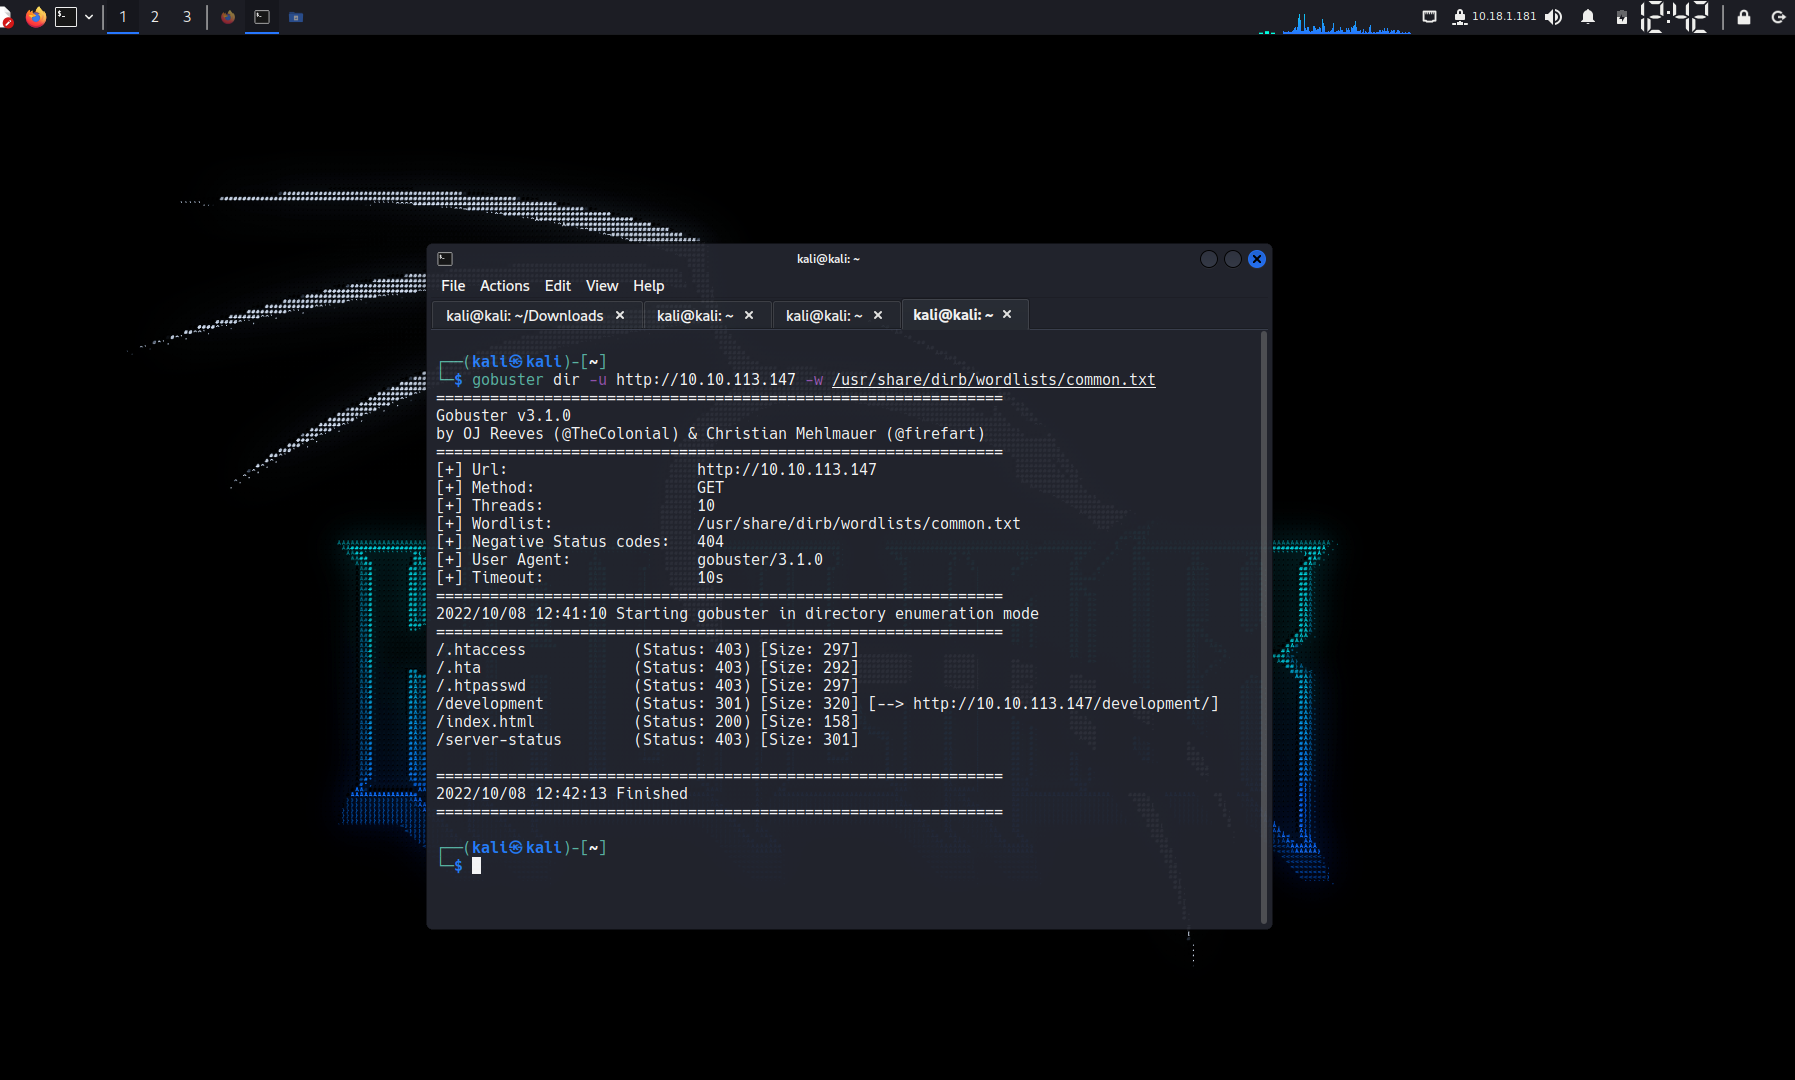 1 2 3
10.18.1.181
12:42
kali@kali: ~
File Actions Edit View Help
kali@kali: ~/Downloads × kali@kali: ~ × kali@kali: ~ × kali@kali: ~ ×
┌──(kali㉿kali)-[~]
└─$ gobuster dir -u http://10.10.113.147 -w /usr/share/dirb/wordlists/common.txt
===============================================================
Gobuster v3.1.0
by OJ Reeves (@TheColonial) & Christian Mehlmauer (@firefart)
===============================================================
[+] Url:                     http://10.10.113.147
[+] Method:                  GET
[+] Threads:                 10
[+] Wordlist:                /usr/share/dirb/wordlists/common.txt
[+] Negative Status codes:   404
[+] User Agent:              gobuster/3.1.0
[+] Timeout:                 10s
===============================================================
2022/10/08 12:41:10 Starting gobuster in directory enumeration mode
===============================================================
/.htaccess            (Status: 403) [Size: 297]
/.hta                 (Status: 403) [Size: 292]
/.htpasswd            (Status: 403) [Size: 297]
/development          (Status: 301) [Size: 320] [--> http://10.10.113.147/development/]
/index.html           (Status: 200) [Size: 158]
/server-status        (Status: 403) [Size: 301]
===============================================================
2022/10/08 12:42:13 Finished
===============================================================
┌──(kali㉿kali)-[~]
└─$